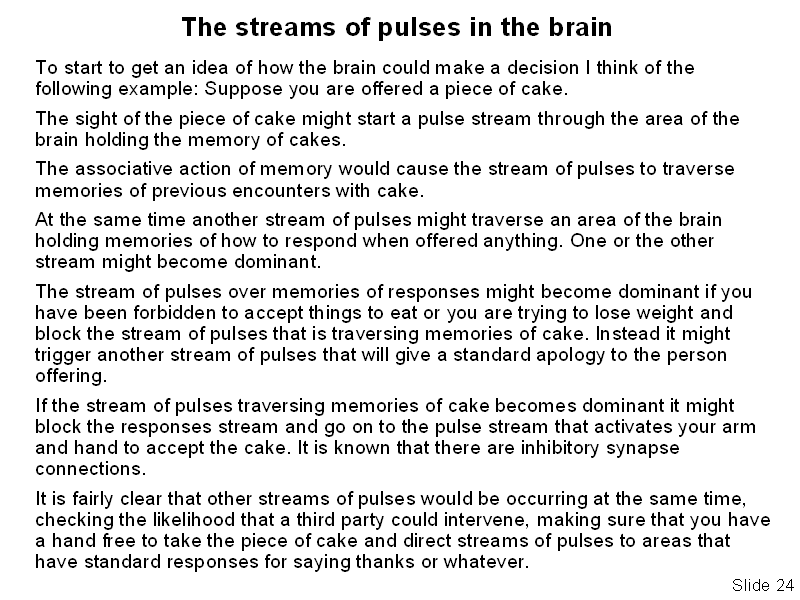 The streams of pulses in the brain
To start to get an idea of how the brain could make a decision I think of the
following example: Suppose you are offered a piece of cake.
The sight of the piece of cake might start a pulse stream through the area of the
brain holding the memory of cakes.
The associative action of memory would cause the stream of pulses to traverse
memories of previous encounters with cake.
At the same time another stream of pulses might traverse an area of the brain
holding memories of how to respond when offered anything. One or the other
stream might become dominant.
The stream of pulses over memories of responses might become dominant if you
have been forbidden to accept things to eat or you are trying to lose weight and
block the stream of pulses that is traversing memories of cake. Instead it might
trigger another stream of pulses that will give a standard apology to the person
offering.
If the stream of pulses traversing memories of cake becomes dominant it might
block the responses stream and go on to the pulse stream that activates your arm
and hand to accept the cake. It is known that there are inhibitory synapse
connections.
It is fairly clear that other streams of pulses would be occurring at the same time,
checking the likelihood that a third party could intervene, making sure that you have
a hand free to take the piece of cake and direct streams of pulses to areas that
have standard responses for saying thanks or whatever.
Slide 24